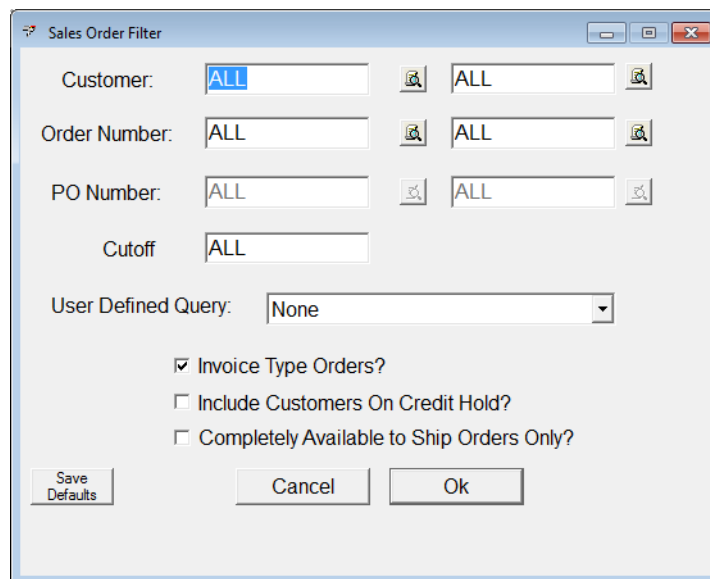 Sales Order Filter
Customer: ALL ALL
Order Number: ALL ALL
PO Number: ALL ALL
Cutoff ALL
User Defined Query: None
Invoice Type Orders?
Include Customers On Credit Hold?
Completely Available to Ship Orders Only?
Save
Defaults
Cancel Ok